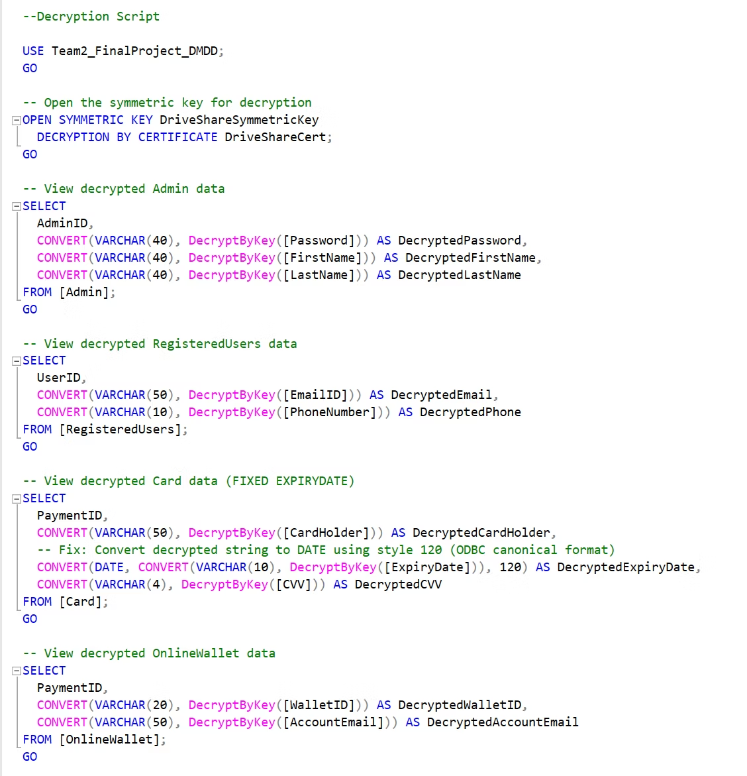 --Decryption Script
USE Team2_FinalProject_DMDD;
GO
-- Open the symmetric key for decryption
OPEN SYMMETRIC KEY DriveShareSymmetricKey
DECRYPTION BY CERTIFICATE DriveShareCert;
GO
-- View decrypted Admin data
SELECT
AdminID,
CONVERT(VARCHAR(40), DecryptByKey([Password])) AS DecryptedPassword,
CONVERT(VARCHAR(40), DecryptByKey([FirstName])) AS DecryptedFirstName,
CONVERT(VARCHAR(40), DecryptByKey([LastName])) AS DecryptedLastName
FROM [Admin];
GO
-- View decrypted RegisteredUsers data
SELECT
UserID,
CONVERT(VARCHAR(50), DecryptByKey([EmailID])) AS DecryptedEmail,
CONVERT(VARCHAR(10), DecryptByKey([PhoneNumber])) AS DecryptedPhone
FROM [RegisteredUsers];
GO
-- View decrypted Card data (FIXED EXPIRYDATE)
SELECT
PaymentID,
CONVERT(VARCHAR(50), DecryptByKey([CardHolder])) AS DecryptedCardHolder,
-- Fix: Convert decrypted string to DATE using style 120 (ODBC canonical format)
CONVERT(DATE, CONVERT(VARCHAR(10), DecryptByKey([ExpiryDate])), 120) AS DecryptedExpiryDate,
CONVERT(VARCHAR(4), DecryptByKey([CVV])) AS DecryptedCVV
FROM [Card];
GO
-- View decrypted OnlineWallet data
SELECT
PaymentID,
CONVERT(VARCHAR(20), DecryptByKey([WalletID])) AS DecryptedWalletID,
CONVERT(VARCHAR(50), DecryptByKey([AccountEmail])) AS DecryptedAccountEmail
FROM [OnlineWallet];
GO